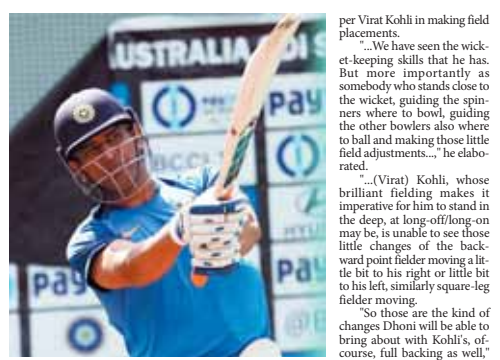 USTRALIA ODI S
Pay
BCCI
Pay
Pay
per Virat Kohli in making field
placements.
"...We have seen the wick-
et-keeping skills that he has.
But more importantly as
somebody who stands close to
the wicket, guiding the spin-
ners where to bowl, guiding
the other bowlers also where
to ball and making those little
field adjustments...," he elabo-
rated.
"...(Virat) Kohli, whose
brilliant fielding makes it
imperative for him to stand in
the deep, at long-off/long-on
may be, is unable to see those
little changes of the back-
ward point fielder moving a lit-
tle bit to his right or little bit
to his left, similarly square-leg
fielder moving.
"So those are the kind of
changes Dhoni will be able to
bring about with Kohli's, of-
course, full backing as well,"